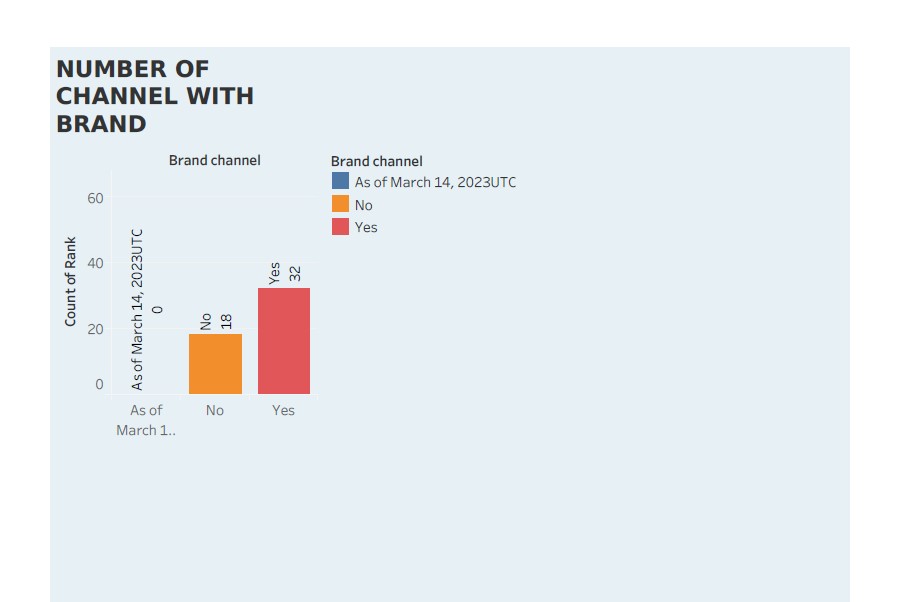 NUMBER OF
CHANNEL WITH
BRAND
Brand channel
Count of Rank
60
40
20
0
As of March 14, 2023UTC
0
No
18
Yes
32
As of
March 1..
No
Yes
Brand channel
As of March 14, 2023UTC
No
Yes